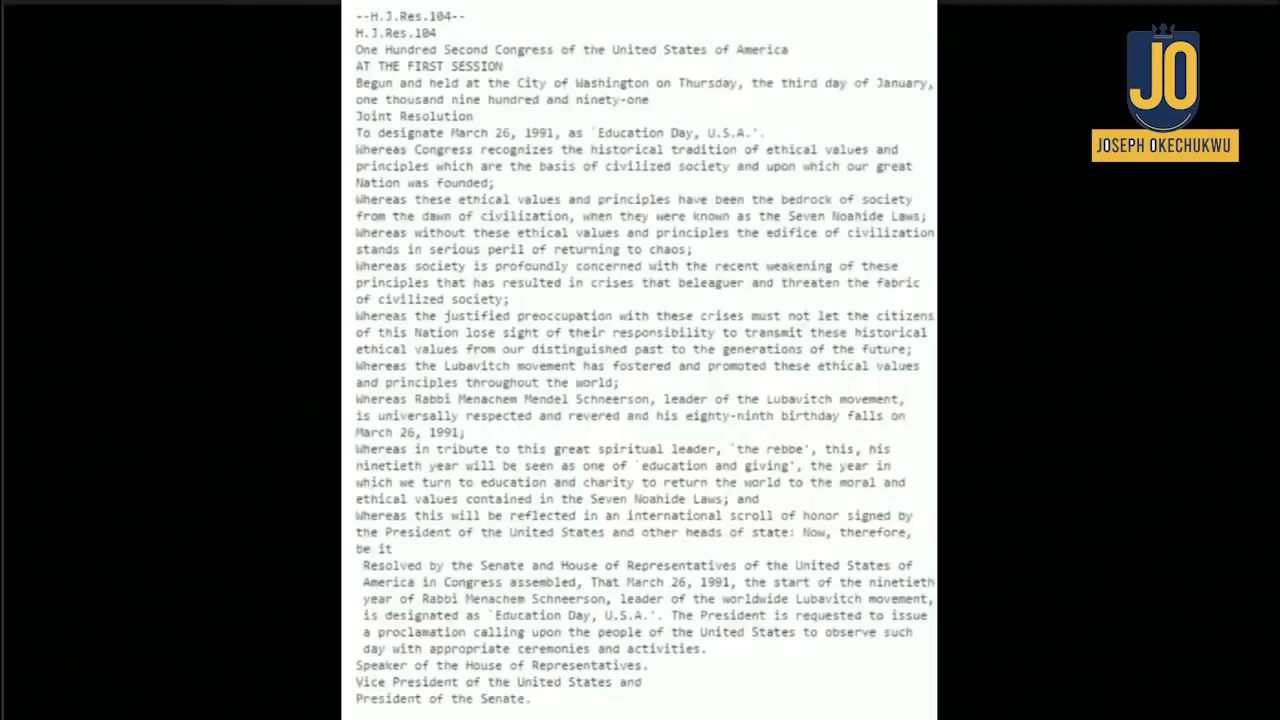 --H.J.Res.104--
H.J.Res.104
One Hundred Second Congress of the United States of America
AT THE FIRST SESSION
Begun and held at the City of Washington on Thursday, the third day of January,
one thousand nine hundred and ninety-one
Joint Resolution
To designate March 26, 1991, as `Education Day, U.S.A.'.
Whereas Congress recognizes the historical tradition of ethical values and
principles which are the basis of civilized society and upon which our great
Nation was founded;
Whereas these ethical values and principles have been the bedrock of society
from the dawn of civilization, when they were known as the Seven Noahide Laws;
Whereas without these ethical values and principles the edifice of civilization
stands in serious peril of returning to chaos;
Whereas society is profoundly concerned with the recent weakening of these
principles that has resulted in crises that beleaguer and threaten the fabric
of civilized society;
Whereas the justified preoccupation with these crises must not let the citizens
of this Nation lose sight of their responsibility to transmit these historical
ethical values from our distinguished past to the generations of the future;
Whereas the Lubavitch movement has fostered and promoted these ethical values
and principles throughout the world;
Whereas Rabbi Menachem Mendel Schneerson, leader of the Lubavitch movement,
is universally respected and revered and his eighty-ninth birthday falls on
March 26, 1991;
Whereas in tribute to this great spiritual leader, `the rebbe', this, his
ninetieth year will be seen as one of `education and giving', the year in
which we turn to education and charity to return the world to the moral and
ethical values contained in the Seven Noahide Laws; and
Whereas this will be reflected in an international scroll of honor signed by
the President of the United States and other heads of state: Now, therefore,
be it
Resolved by the Senate and House of Representatives of the United States of
America in Congress assembled, That March 26, 1991, the start of the ninetieth
year of Rabbi Menachem Schneerson, leader of the worldwide Lubavitch movement,
is designated as `Education Day, U.S.A.'. The President is requested to issue
a proclamation calling upon the people of the United States to observe such
day with appropriate ceremonies and activities.
Speaker of the House of Representatives.
Vice President of the United States and
President of the Senate.
JO
JOSEPH OKECHUKWU